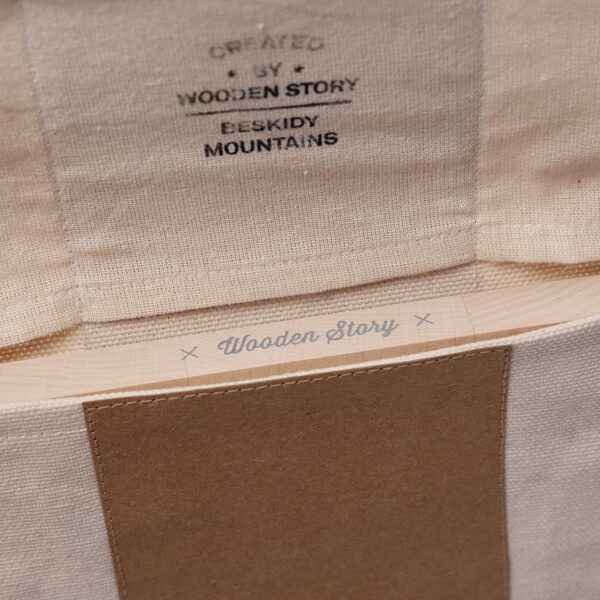 CREATED
* BY *
WOODEN STORY
BESKIDY
MOUNTAINS
× Wooden Story ×